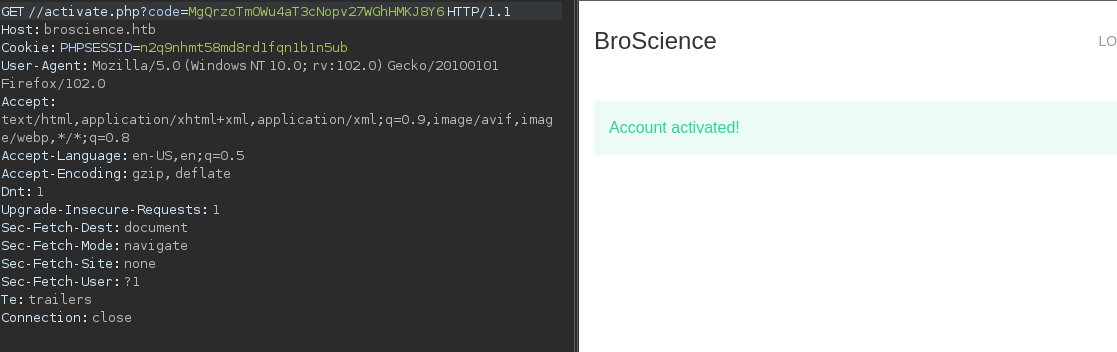 GET //activate.php?code=MgQrzoTmOWu4aT3cNopv27WGhHMKJ8Y6 HTTP/1.1
Host: broscience.htb
Cookie: PHPSESSID=n2q9nhmt58md8rd1fqn1b1n5ub
User-Agent: Mozilla/5.0 (Windows NT 10.0; rv:102.0) Gecko/20100101
Firefox/102.0
Accept:
text/html,application/xhtml+xml,application/xml;q=0.9,image/avif,imag
e/webp,*/*;q=0.8
Accept-Language: en-US,en;q=0.5
Accept-Encoding: gzip, deflate
Dnt: 1
Upgrade-Insecure-Requests: 1
Sec-Fetch-Dest: document
Sec-Fetch-Mode: navigate
Sec-Fetch-Site: none
Sec-Fetch-User: ?1
Te: trailers
Connection: close
BroScience
LO
Account activated!